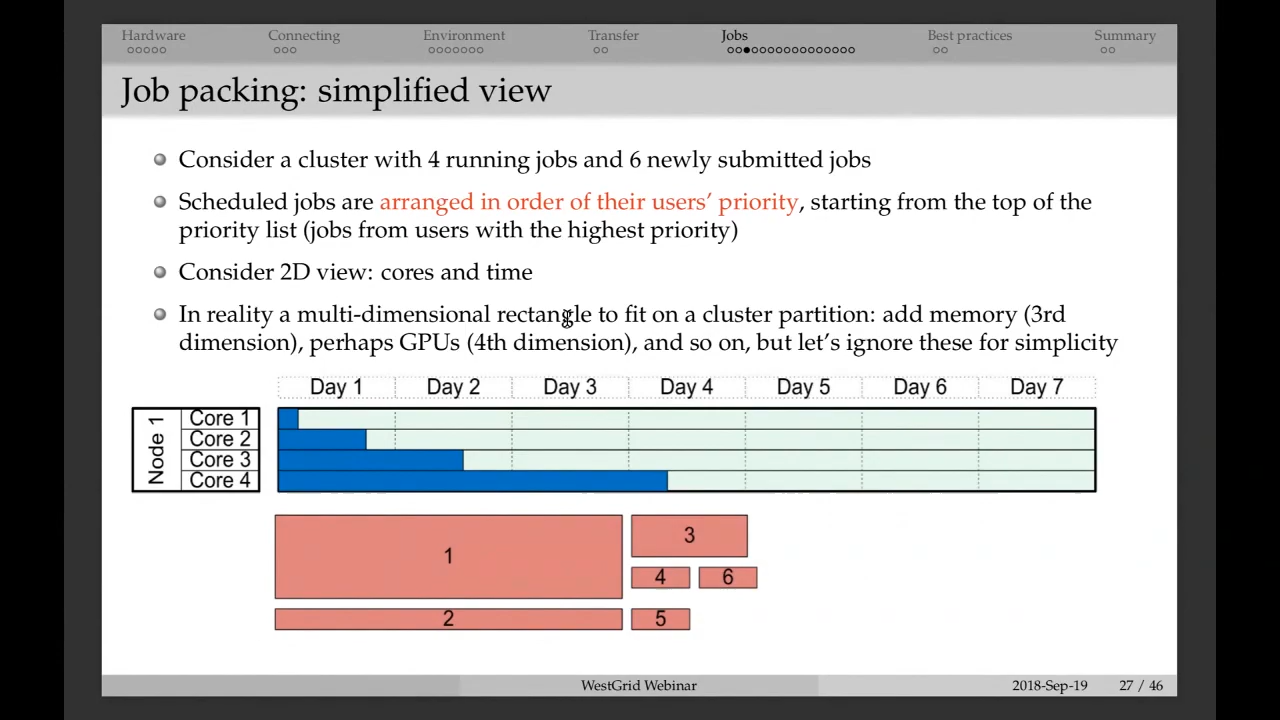 Hardware Connecting Environment Transfer Jobs Best practices Summary
Job packing: simplified view
Consider a cluster with 4 running jobs and 6 newly submitted jobs
Scheduled jobs are arranged in order of their users' priority, starting from the top of the
priority list (jobs from users with the highest priority)
Consider 2D view: cores and time
In reality a multi-dimensional rectangle to fit on a cluster partition: add memory (3rd
dimension), perhaps GPUs (4th dimension), and so on, but let's ignore these for simplicity
Day 1 Day 2 Day 3 Day 4 Day 5 Day 6 Day 7
Node 1
Core 1
Core 2
Core 3
Core 4
1
3
4 6
2 5
WestGrid Webinar 2018-Sep-19 27 / 46